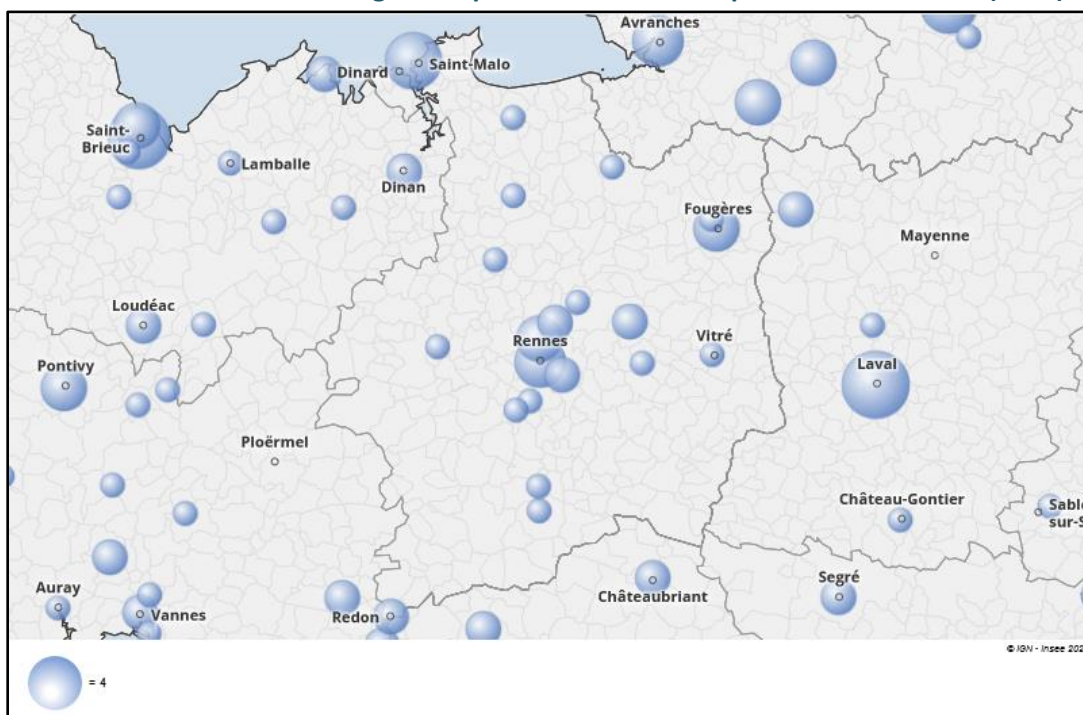 Avranches
Saint-Malo
Dinard
Saint-
Brieuc
Lamballe
Dinan
Fougères
Mayenne
Loudéac
Rennes
Vitré
Pontivy
Laval
Ploërmel
Château-Gontier
Sablé
Auray
Vannes
Redon
Châteaubriant
Segré
© IGN - Insee 202
= 4